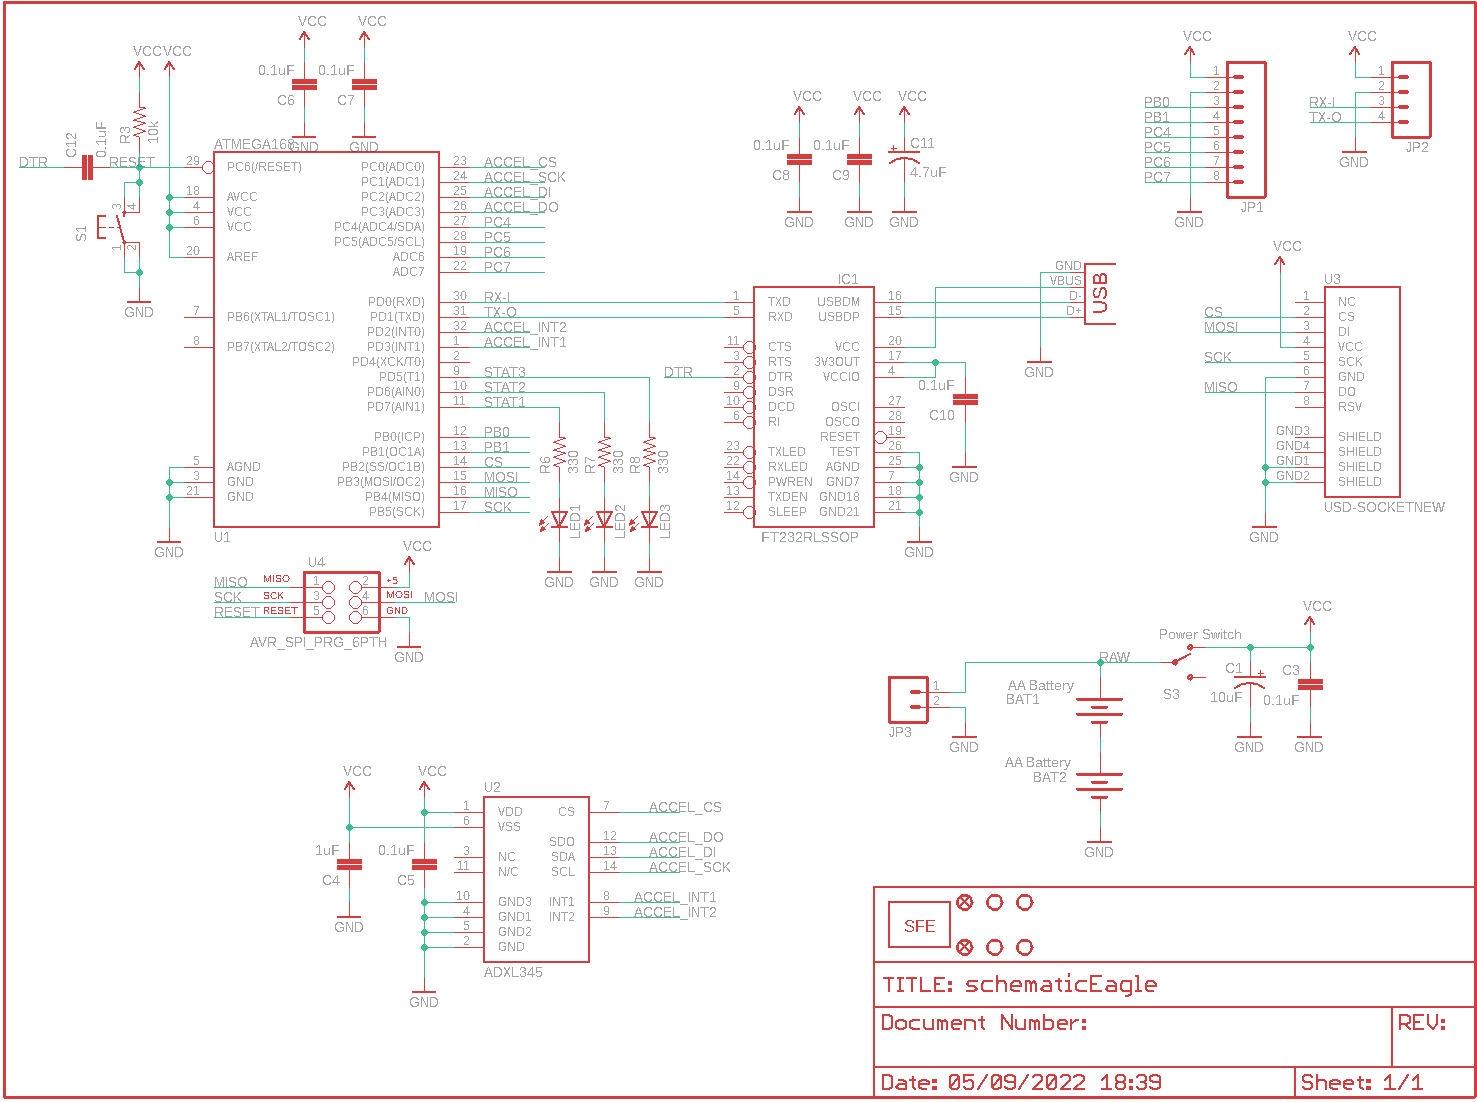 VCC VCC
VCCVCC
0.1uF 0.1uF
C6 C7
C12 0.1uF R3 10k
DTR RESET
S1
3 4
1 2
GND
GND GND
ATMEGA168
29 PC6(/RESET)
18 AVCC
4 VCC
6 VCC
20 AREF
7 PB6(XTAL1/TOSC1)
8 PB7(XTAL2/TOSC2)
5 AGND
3 GND
21 GND
GND
U1
PC0(ADC0) 23 ACCEL_CS
PC1(ADC1) 24 ACCEL_SCK
PC2(ADC2) 25 ACCEL_DI
PC3(ADC3) 26 ACCEL_DO
PC4(ADC4/SDA) 27 PC4
PC5(ADC5/SCL) 28 PC5
ADC6 19 PC6
ADC7 22 PC7
PD0(RXD) 30 RX-I
PD1(TXD) 31 TX-O
PD2(INT0) 32 ACCEL_INT2
PD3(INT1) 1 ACCEL_INT1
PD4(XCK/T0) 2
PD5(T1) 9 STAT3
PD6(AIN0) 10 STAT2
PD7(AIN1) 11 STAT1
PB0(ICP) 12 PB0
PB1(OC1A) 13 PB1
PB2(SS/OC1B) 14 CS
PB3(MOSI/OC2) 15 MOSI
PB4(MISO) 16 MISO
PB5(SCK) 17 SCK
R6 330 R7 330 R8 330
LED1 LED2 LED3
GND GND GND
VCC VCC VCC
0.1uF 0.1uF C11
C8 C9 4.7uF
GND GND GND
IC1
1 TXD
5 RXD
11 CTS
3 RTS
DTR 2 DTR
9 DSR
10 DCD
6 RI
23 TXLED
22 RXLED
14 PWREN
13 TXDEN
12 SLEEP
USBDM 16
USBDP 15
VCC 20
3V3OUT 17
VCCIO 4
OSCI 27
OSCO 28
RESET 19
TEST 26
AGND 25
GND7 7
GND18 18
GND21 21
FT232RLSSOP
GND
0.1uF
C10
GND
GND
VBUS
D-
D+
USB
GND
VCC
1
2
PB0 3
PB1 4
PC4 5
PC5 6
PC6 7
PC7 8
JP1
GND
VCC
1
2
RX-I 3
TX-O 4
JP2
GND
VCC
U3
1 NC
CS 2 CS
MOSI 3 DI
4 VCC
SCK 5 SCK
6 GND
MISO 7 DO
8 RSV
GND3 SHIELD
GND4 SHIELD
GND1 SHIELD
GND2 SHIELD
USD-SOCKETNEW
GND
VCC
U4
MISO MISO 1 2 +5
SCK SCK 3 4 MOSI MOSI
RESET RESET 5 6 GND
AVR_SPI_PRG_6PTH
GND
VCC
Power Switch
RAW
S3
C1 C3
10uF 0.1uF
GND GND
1
2
JP3
GND
AA Battery
BAT1
AA Battery
BAT2
GND
VCC VCC
U2
1 VDD CS 7 ACCEL_CS
6 VSS
SDO 12 ACCEL_DO
3 NC SDA 13 ACCEL_DI
11 N/C SCL 14 ACCEL_SCK
10 GND3 INT1 8 ACCEL_INT1
4 GND1 INT2 9 ACCEL_INT2
5 GND2
2 GND
1uF 0.1uF
C4 C5
GND
GND
ADXL345
SFE
TITLE: schematicEagle
Document Number: REV:
Date: 05/09/2022 18:39 Sheet: 1/1